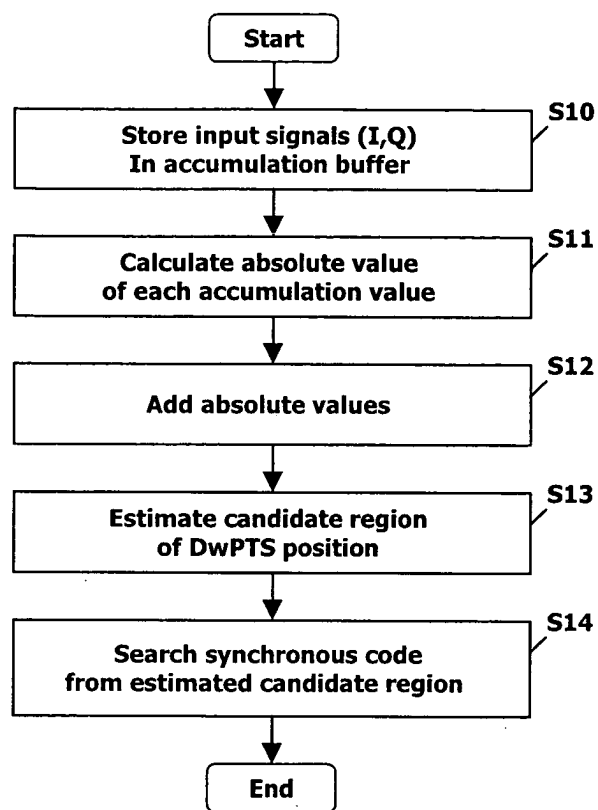 Start
S10
Store input signals (I,Q)
In accumulation buffer
S11
Calculate absolute value
of each accumulation value
S12
Add absolute values
S13
Estimate candidate region
of DwPTS position
S14
Search synchronous code
from estimated candidate region
End